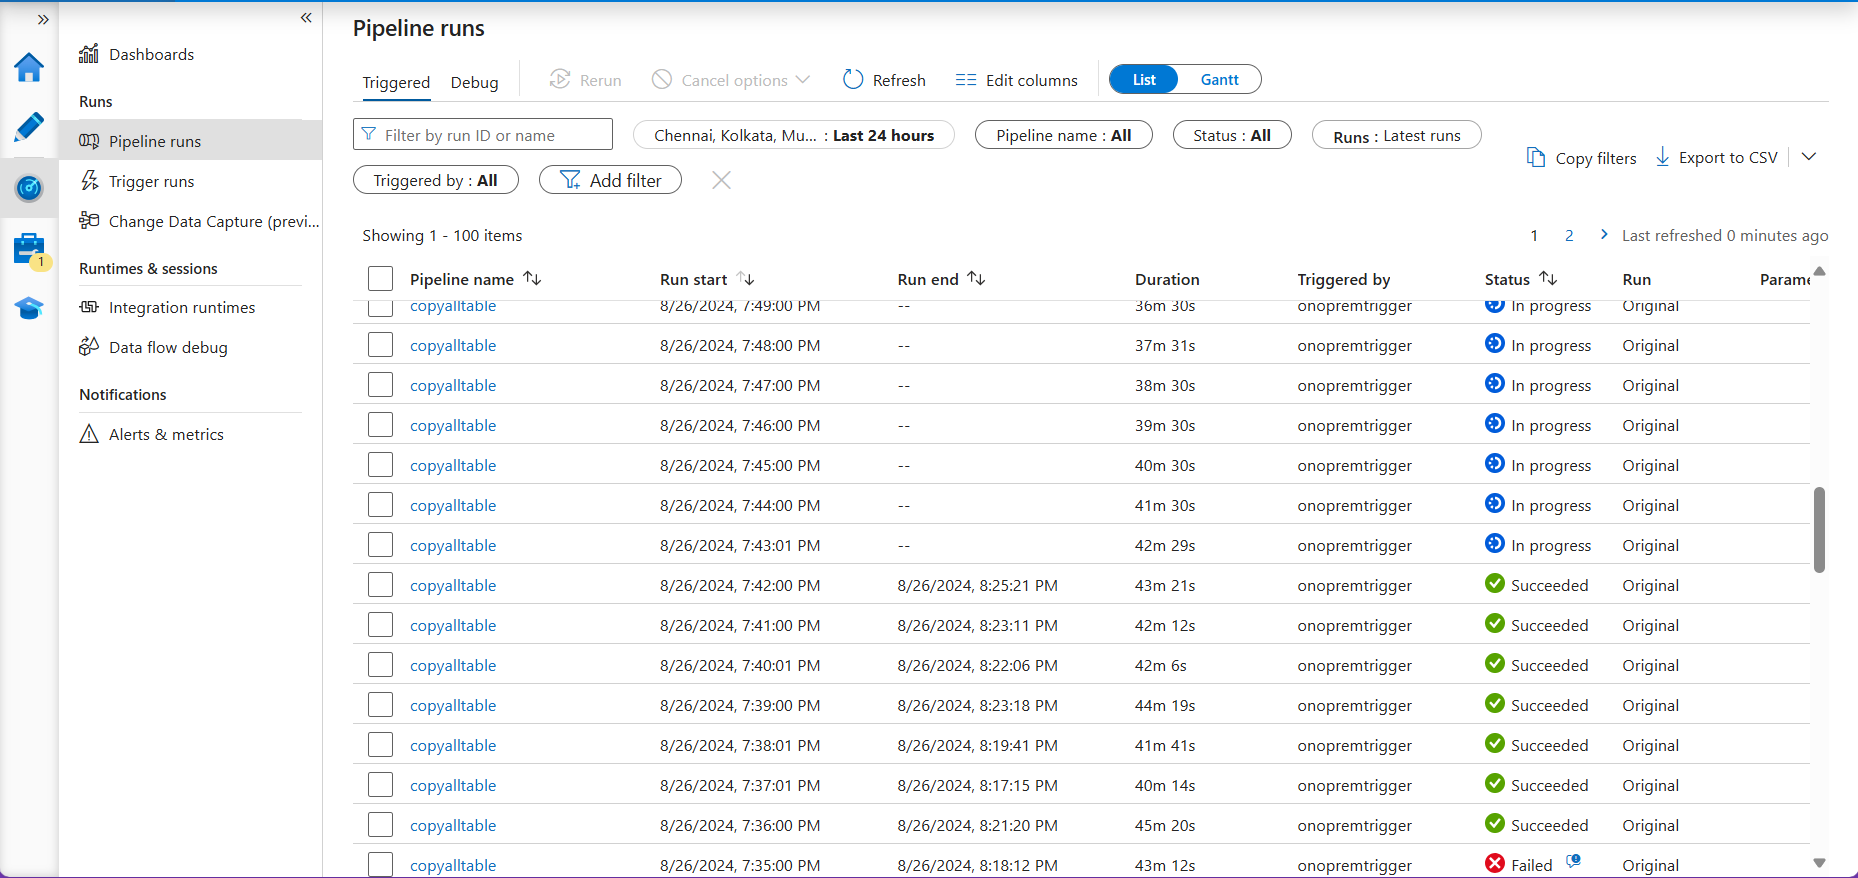 Pipeline runs
Dashboards
Runs
Pipeline runs
Trigger runs
Change Data Capture (previ...
Runtimes & sessions
Integration runtimes
Data flow debug
Notifications
Alerts & metrics
1
Triggered Debug Rerun Cancel options Refresh Edit columns List Gantt
Filter by run ID or name Chennai, Kolkata, Mu... : Last 24 hours Pipeline name : All Status : All Runs : Latest runs
Triggered by : All Add filter
Copy filters Export to CSV
Showing 1 - 100 items 1 2 Last refreshed 0 minutes ago
Pipeline name Run start Run end Duration Triggered by Status Run Parame
copyalltable 8/26/2024, 7:49:00 PM -- 36m 30s onopremtrigger In progress Original
copyalltable 8/26/2024, 7:48:00 PM -- 37m 31s onopremtrigger In progress Original
copyalltable 8/26/2024, 7:47:00 PM -- 38m 30s onopremtrigger In progress Original
copyalltable 8/26/2024, 7:46:00 PM -- 39m 30s onopremtrigger In progress Original
copyalltable 8/26/2024, 7:45:00 PM -- 40m 30s onopremtrigger In progress Original
copyalltable 8/26/2024, 7:44:00 PM -- 41m 30s onopremtrigger In progress Original
copyalltable 8/26/2024, 7:43:01 PM -- 42m 29s onopremtrigger In progress Original
copyalltable 8/26/2024, 7:42:00 PM 8/26/2024, 8:25:21 PM 43m 21s onopremtrigger Succeeded Original
copyalltable 8/26/2024, 7:41:00 PM 8/26/2024, 8:23:11 PM 42m 12s onopremtrigger Succeeded Original
copyalltable 8/26/2024, 7:40:01 PM 8/26/2024, 8:22:06 PM 42m 6s onopremtrigger Succeeded Original
copyalltable 8/26/2024, 7:39:00 PM 8/26/2024, 8:23:18 PM 44m 19s onopremtrigger Succeeded Original
copyalltable 8/26/2024, 7:38:01 PM 8/26/2024, 8:19:41 PM 41m 41s onopremtrigger Succeeded Original
copyalltable 8/26/2024, 7:37:01 PM 8/26/2024, 8:17:15 PM 40m 14s onopremtrigger Succeeded Original
copyalltable 8/26/2024, 7:36:00 PM 8/26/2024, 8:21:20 PM 45m 20s onopremtrigger Succeeded Original
copyalltable 8/26/2024, 7:35:00 PM 8/26/2024, 8:18:12 PM 43m 12s onopremtrigger Failed Original